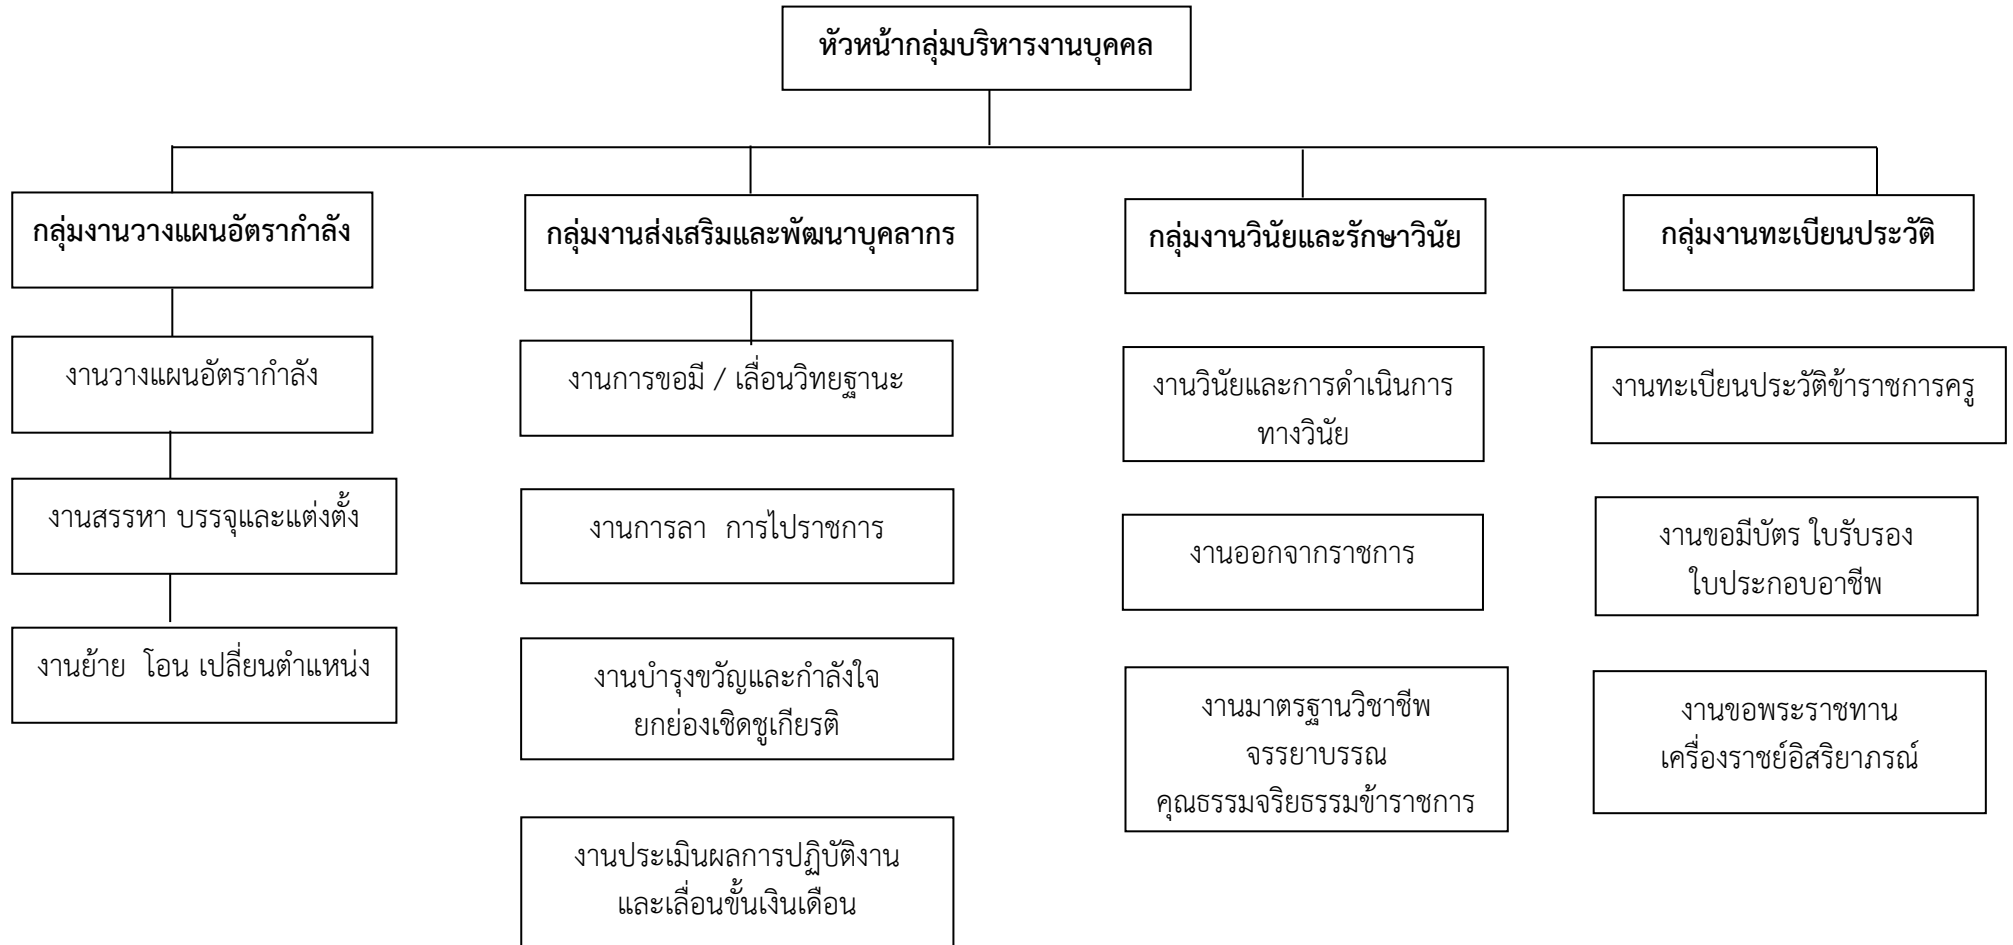 หัวหน้ากลุ่มบริหารงานบุคคล
กลุ่มงานวางแผนอัตรากำลัง
งานวางแผนอัตรากำลัง
งานสรรหา บรรจุและแต่งตั้ง
งานย้าย  โอน เปลี่ยนตำแหน่ง
กลุ่มงานส่งเสริมและพัฒนาบุคลากร
งานการขอมี / เลื่อนวิทยฐานะ
งานการลา  การไปราชการ
งานบำรุงขวัญและกำลังใจ
ยกย่องเชิดชูเกียรติ
งานประเมินผลการปฏิบัติงาน
และเลื่อนขั้นเงินเดือน
กลุ่มงานวินัยและรักษาวินัย
งานวินัยและการดำเนินการ
ทางวินัย
งานออกจากราชการ
งานมาตรฐานวิชาชีพ
จรรยาบรรณ
คุณธรรมจริยธรรมข้าราชการ
กลุ่มงานทะเบียนประวัติ
งานทะเบียนประวัติข้าราชการครู
งานขอมีบัตร ใบรับรอง
ใบประกอบอาชีพ
งานขอพระราชทาน
เครื่องราชย์อิสริยาภรณ์